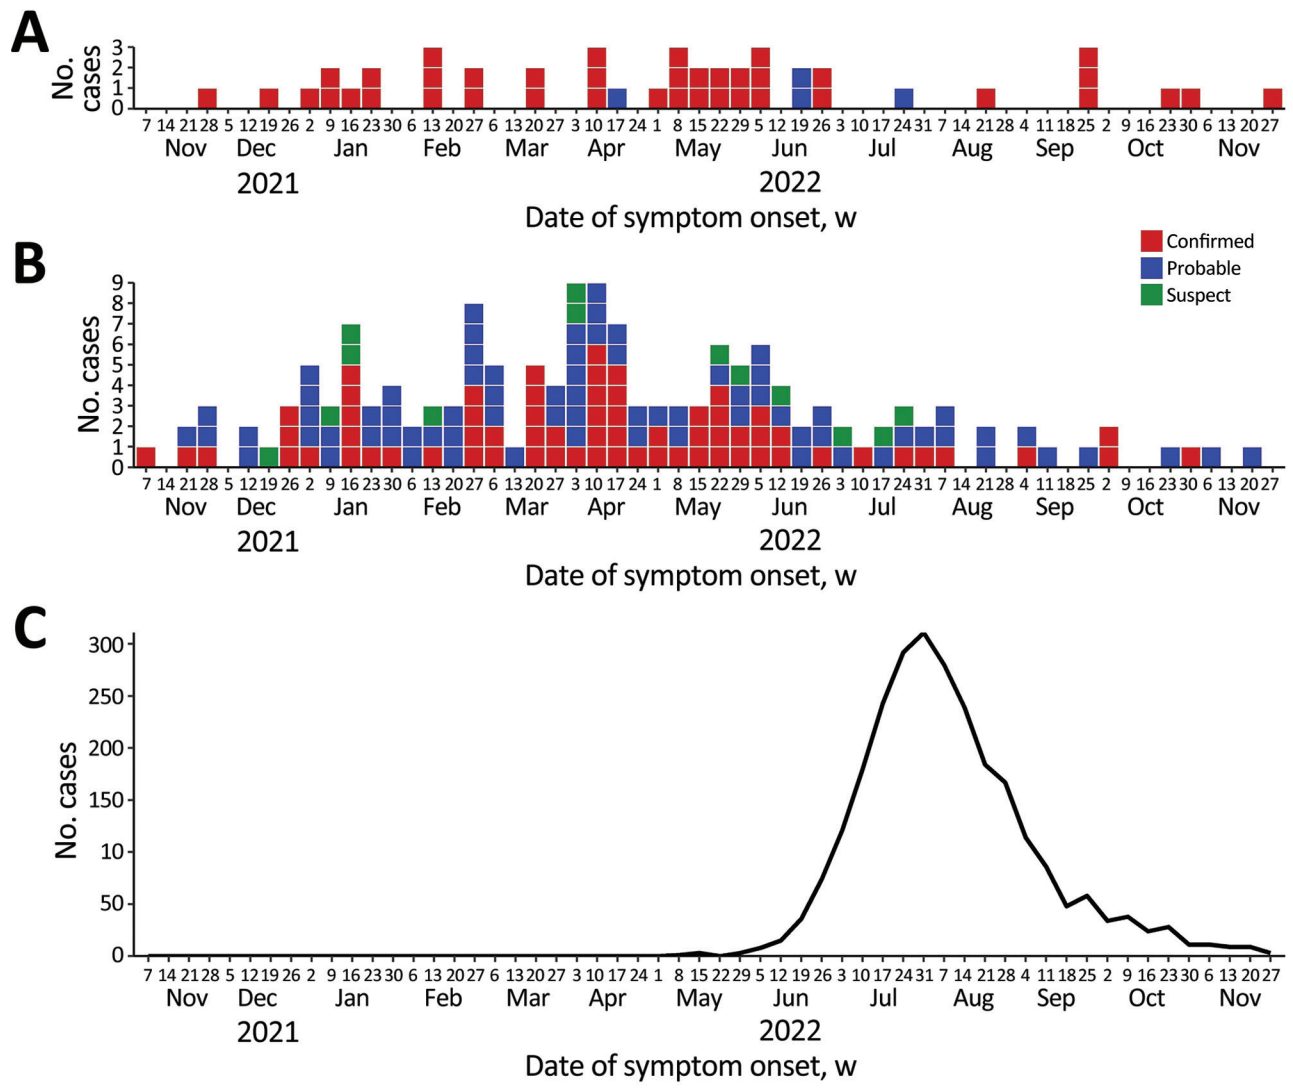 A
No. cases
3
2
1
0
7 14 21 28 5 12 19 26 2 9 16 23 30 6 13 20 27 6 13 20 27 3 10 17 24 1 8 15 22 29 5 12 19 26 3 10 17 24 31 7 14 21 28 4 11 18 25 2 9 16 23 30 6 13 20 27
Nov Dec Jan Feb Mar Apr May Jun Jul Aug Sep Oct Nov
2021 2022
Date of symptom onset, w
Confirmed
Probable
Suspect
B
No. cases
9
8
7
6
5
4
3
2
1
0
7 14 21 28 5 12 19 26 2 9 16 23 30 6 13 20 27 6 13 20 27 3 10 17 24 1 8 15 22 29 5 12 19 26 3 10 17 24 31 7 14 21 28 4 11 18 25 2 9 16 23 30 6 13 20 27
Nov Dec Jan Feb Mar Apr May Jun Jul Aug Sep Oct Nov
2021 2022
Date of symptom onset, w
C
No. cases
300
250
200
150
10
50
0
7 14 21 28 5 12 19 26 2 9 16 23 30 6 13 20 27 6 13 20 27 3 10 17 24 1 8 15 22 29 5 12 19 26 3 10 17 24 31 7 14 21 28 4 11 18 25 2 9 16 23 30 6 13 20 27
Nov Dec Jan Feb Mar Apr May Jun Jul Aug Sep Oct Nov
2021 2022
Date of symptom onset, w